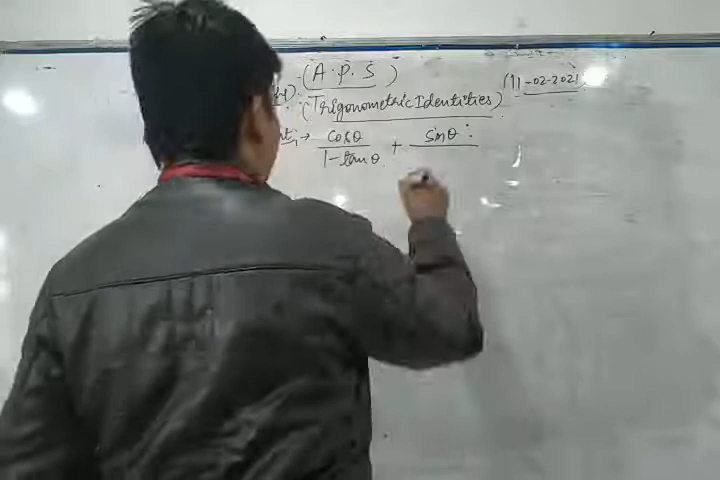 (A.P.S)
(Trigonometric Identities)
11-02-2021
→ cosθ / 1-tanθ + sinθ